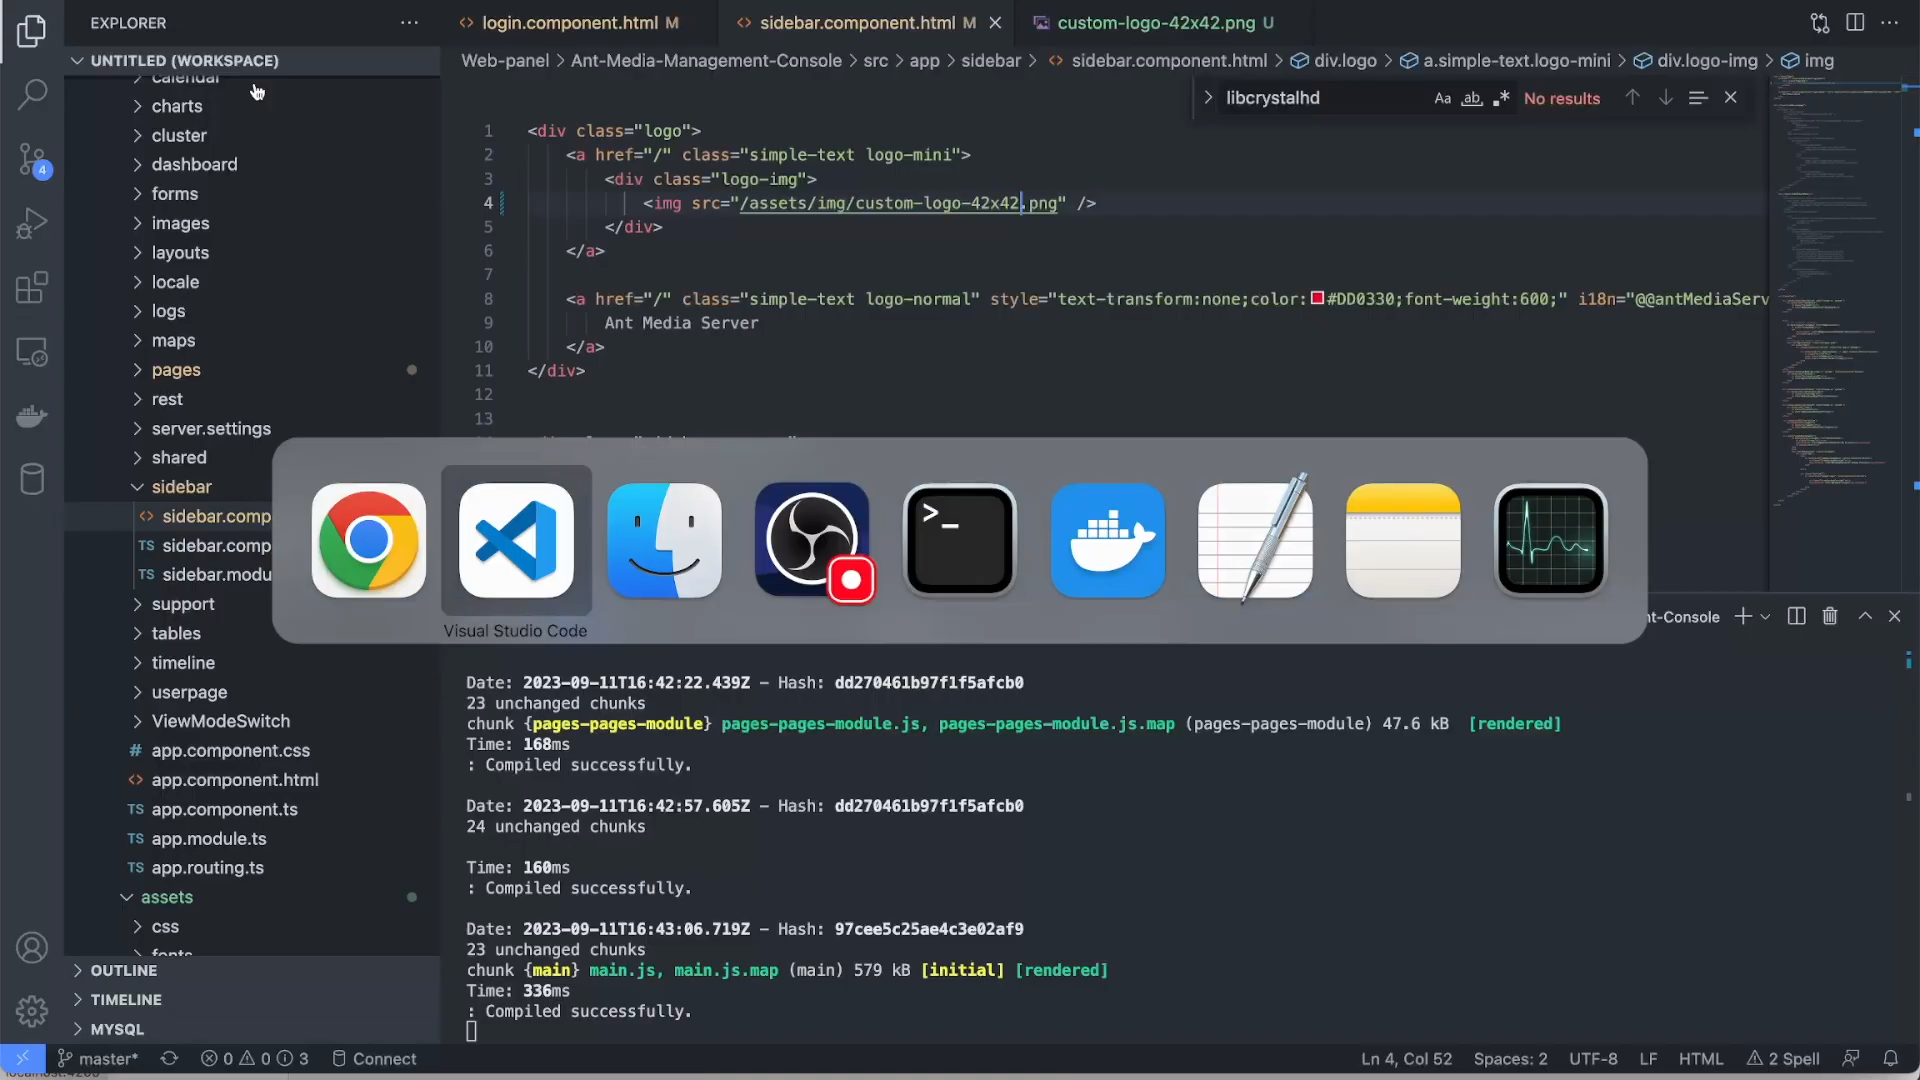 EXPLORER
UNTITLED (WORKSPACE)
calendar
charts
cluster
dashboard
forms
images
layouts
locale
logs
maps
pages
rest
server.settings
shared
sidebar
sidebar.comp
sidebar.comp
sidebar.modu
support
tables
timeline
userpage
ViewModeSwitch
# app.component.css
<> app.component.html
TS app.component.ts
TS app.module.ts
TS app.routing.ts
assets
css
fonts
OUTLINE
TIMELINE
MYSQL
4
login.component.html M
sidebar.component.html M
custom-logo-42x42.png U
Web-panel > Ant-Media-Management-Console > src > app > sidebar > sidebar.component.html > div.logo > a.simple-text.logo-mini > div.logo-img > img
libcrystalhd Aa ab .* No results
1 <div class="logo">
2 <a href="/" class="simple-text logo-mini">
3 <div class="logo-img">
4 <img src="/assets/img/custom-logo-42x42.png" />
5 </div>
6 </a>
7
8 <a href="/" class="simple-text logo-normal" style="text-transform:none;color:#DD0330;font-weight:600;" i18n="@@antMediaServ
9 Ant Media Server
10 </a>
11 </div>
12
13
>_
Visual Studio Code
nt-Console
Date: 2023-09-11T16:42:22.439Z - Hash: dd270461b97f1f5afcb0
23 unchanged chunks
chunk {pages-pages-module} pages-pages-module.js, pages-pages-module.js.map (pages-pages-module) 47.6 kB [rendered]
Time: 168ms
: Compiled successfully.
Date: 2023-09-11T16:42:57.605Z - Hash: dd270461b97f1f5afcb0
24 unchanged chunks
Time: 160ms
: Compiled successfully.
Date: 2023-09-11T16:43:06.719Z - Hash: 97cee5c25ae4c3e02af9
23 unchanged chunks
chunk {main} main.js, main.js.map (main) 579 kB [initial] [rendered]
Time: 336ms
: Compiled successfully.
master* 0 0 3 Connect
Ln 4, Col 52 Spaces: 2 UTF-8 LF HTML 2 Spell